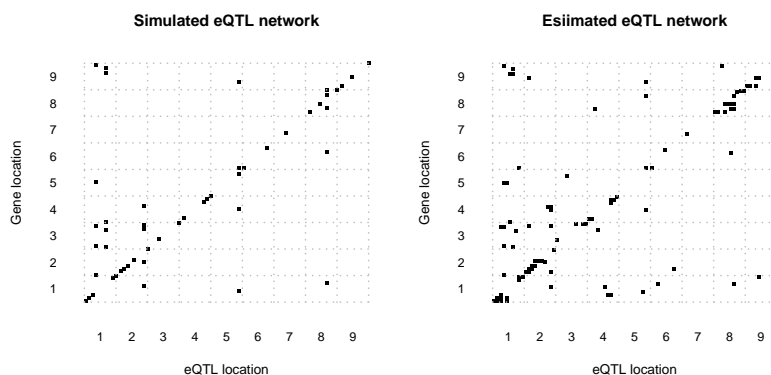 Simulated eQTL network
Gene location
9
8
7
6
5
4
3
2
1
1 2 3 4 5 6 7 8 9
eQTL location
Esiimated eQTL network
Gene location
9
8
7
6
5
4
3
2
1
1 2 3 4 5 6 7 8 9
eQTL location